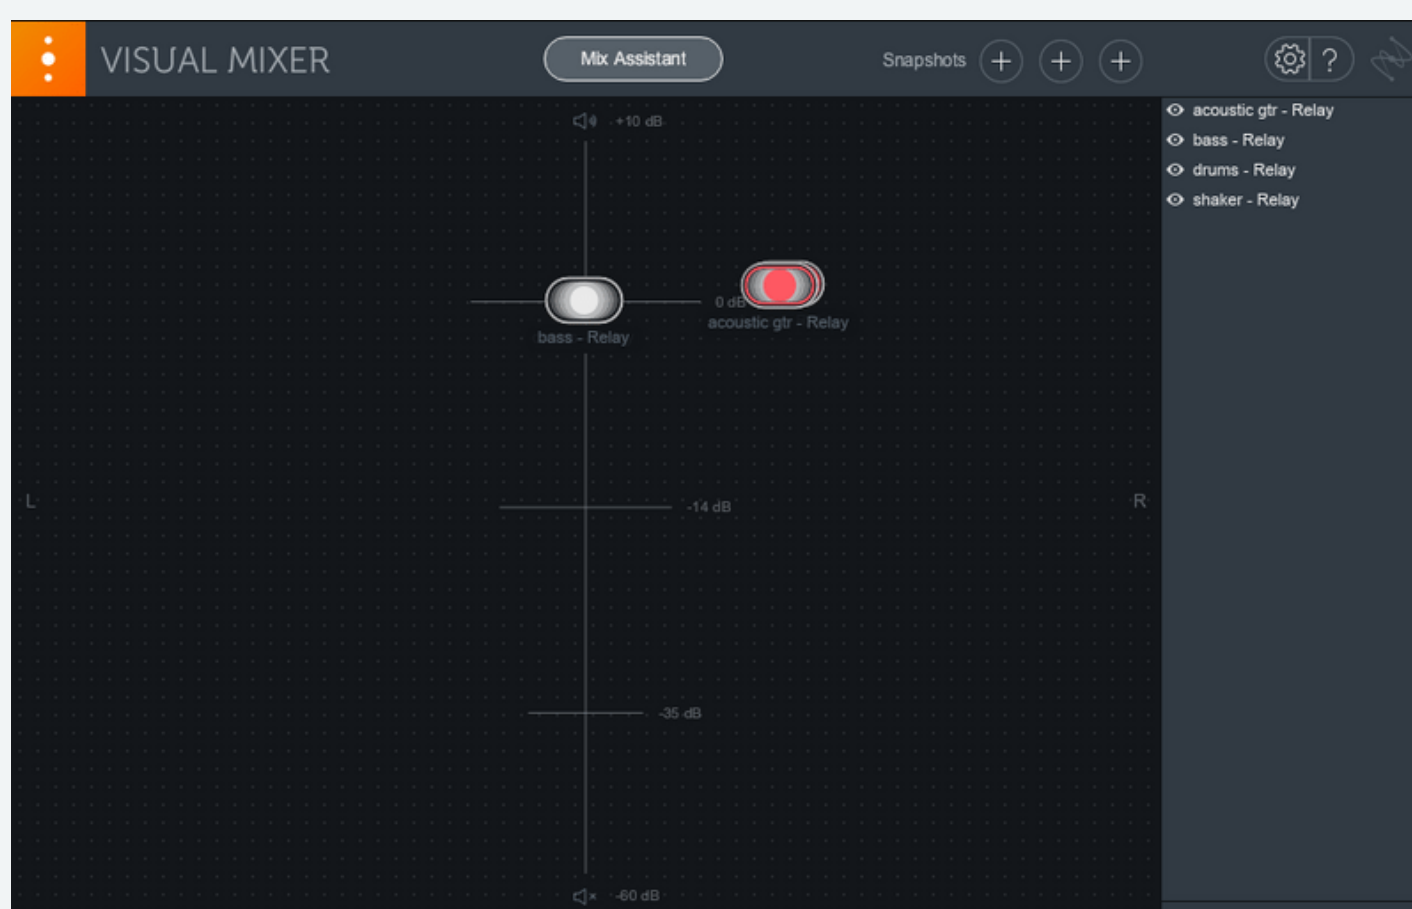 VISUAL MIXER
Mix Assistant
Snapshots + + +
?
+10 dB
acoustic gtr - Relay
bass - Relay
drums - Relay
shaker - Relay
0 dB
acoustic gtr - Relay
bass - Relay
L
-14 dB
R
-35 dB
-60 dB